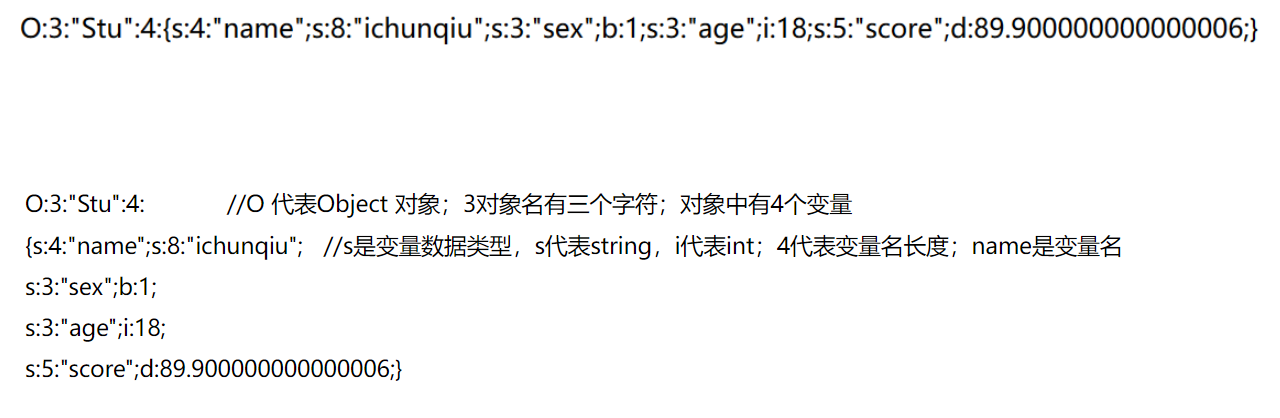 O:3:"Stu":4:{s:4:"name";s:8:"ichunqiu";s:3:"sex";b:1;s:3:"age";i:18;s:5:"score";d:89.900000000000006;}
O:3:"Stu":4: //O 代表Object 对象；3对象名有三个字符；对象中有4个变量
{s:4:"name";s:8:"ichunqiu"; //s是变量数据类型，s代表string，i代表int；4代表变量名长度；name是变量名
s:3:"sex";b:1;
s:3:"age";i:18;
s:5:"score";d:89.900000000000006;}